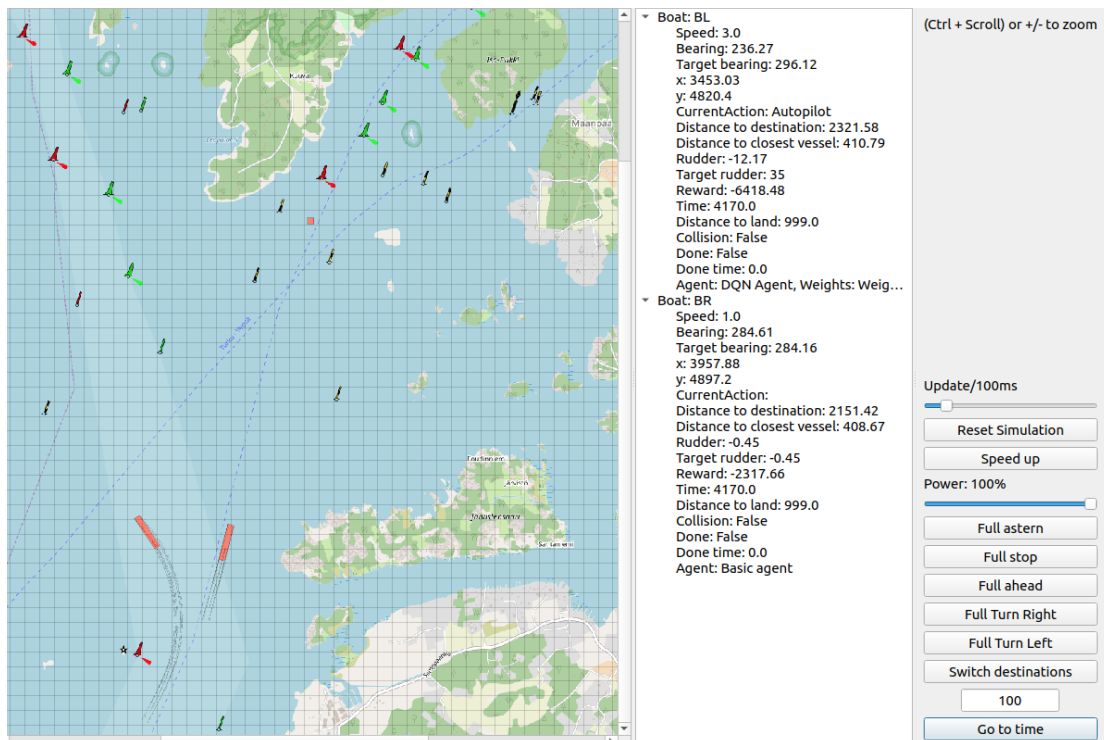 Kuuva
Maanpää
Boat: BL
Speed: 3.0
Bearing: 236.27
Target bearing: 296.12
x: 3453.03
y: 4820.4
CurrentAction: Autopilot
Distance to destination: 2321.58
Distance to closest vessel: 410.79
Rudder: -12.17
Target rudder: 35
Reward: -6418.48
Time: 4170.0
Distance to land: 999.0
Collision: False
Done: False
Done time: 0.0
Agent: DQN Agent, Weights: Weig...
Boat: BR
Speed: 1.0
Bearing: 284.61
Target bearing: 284.16
x: 3957.88
y: 4897.2
CurrentAction:
Distance to destination: 2151.42
Distance to closest vessel: 408.67
Rudder: -0.45
Target rudder: -0.45
Reward: -2317.66
Time: 4170.0
Distance to land: 999.0
Collision: False
Done: False
Done time: 0.0
Agent: Basic agent
(Ctrl + Scroll) or +/- to zoom
Update/100ms
Reset Simulation
Speed up
Power: 100%
Full astern
Full stop
Full ahead
Full Turn Right
Full Turn Left
Switch destinations
100
Go to time